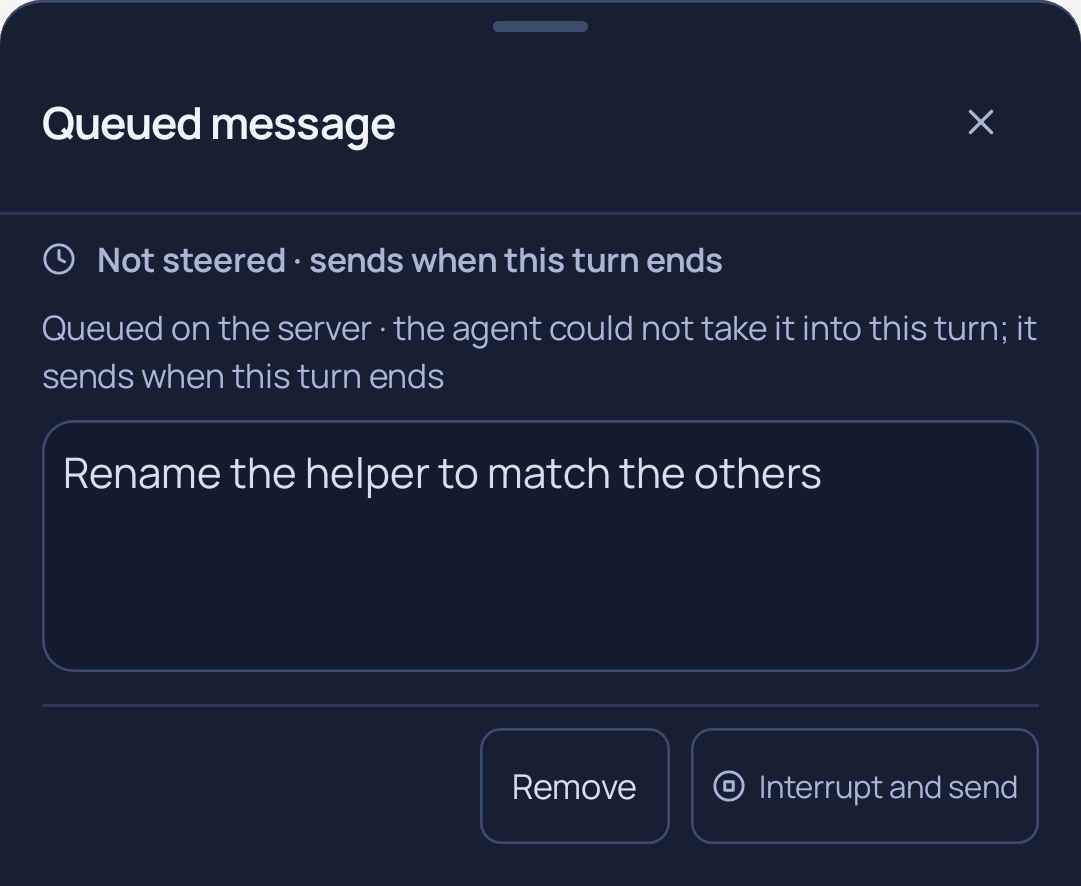 Queued message
Not steered · sends when this turn ends
Queued on the server · the agent could not take it into this turn; it
sends when this turn ends
Rename the helper to match the others
Remove
Interrupt and send